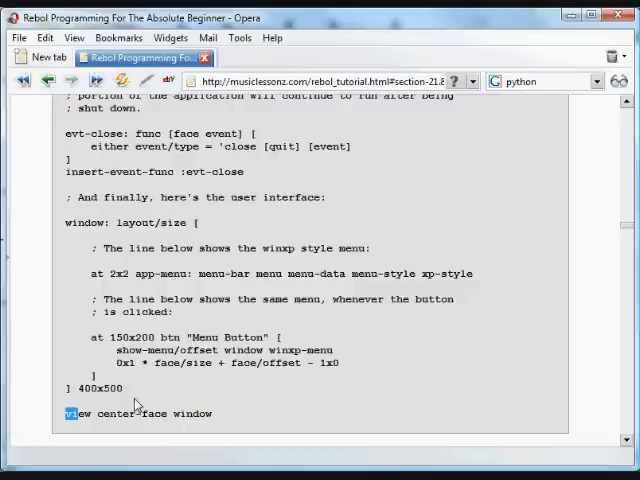 Rebol Programming For The Absolute Beginner - Opera
File Edit View Bookmarks Widgets Mail Tools Help
New tab Rebol Programming Fo...
http://musiclessonz.com/rebol_tutorial.html#section-21.8 ? python
; portion of the application will continue to run after being
; shut down.
evt-close: func [face event] [
either event/type = 'close [quit] [event]
]
insert-event-func :evt-close
; And finally, here's the user interface:
window: layout/size [
; The line below shows the winxp style menu:
at 2x2 app-menu: menu-bar menu menu-data menu-style xp-style
; The line below shows the same menu, whenever the button
; is clicked:
at 150x200 btn "Menu Button" [
show-menu/offset window winxp-menu
0x1 * face/size + face/offset - 1x0
]
] 400x500
view center-face window